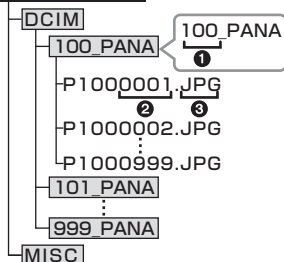 DCIM
100_PANA
100_PANA
❶
P1000001.JPG
❷ ❸
P1000002.JPG
P1000999.JPG
101_PANA
999_PANA
MISC